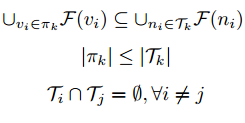 ∪_{v_i∈π_k} 𝓕(v_i) ⊆ ∪_{n_i∈𝒯_k} 𝓕(n_i)
|π_k| ≤ |𝒯_k|
𝒯_i ∩ 𝒯_j = ∅, ∀i ≠ j